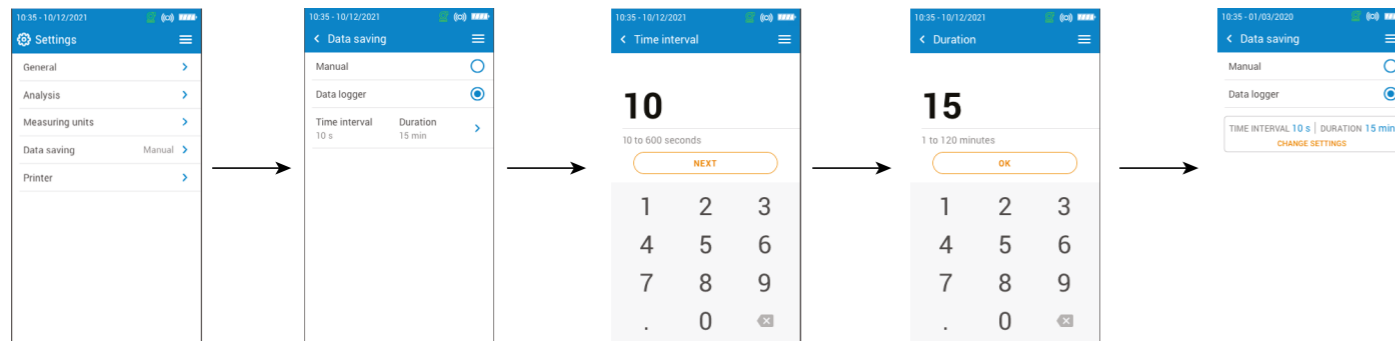 10:35 - 10/12/2021
Settings
General
Analysis
Measuring units
Data saving Manual
Printer
10:35 - 10/12/2021
Data saving
Manual
Data logger
Time interval Duration
10 s 15 min
10:35 - 10/12/2021
Time interval
10
10 to 600 seconds
NEXT
1 2 3
4 5 6
7 8 9
. 0
10:35 - 10/12/2021
Duration
15
1 to 120 minutes
OK
1 2 3
4 5 6
7 8 9
. 0
10:35 - 01/03/2020
Data saving
Manual
Data logger
TIME INTERVAL 10 s | DURATION 15 min
CHANGE SETTINGS